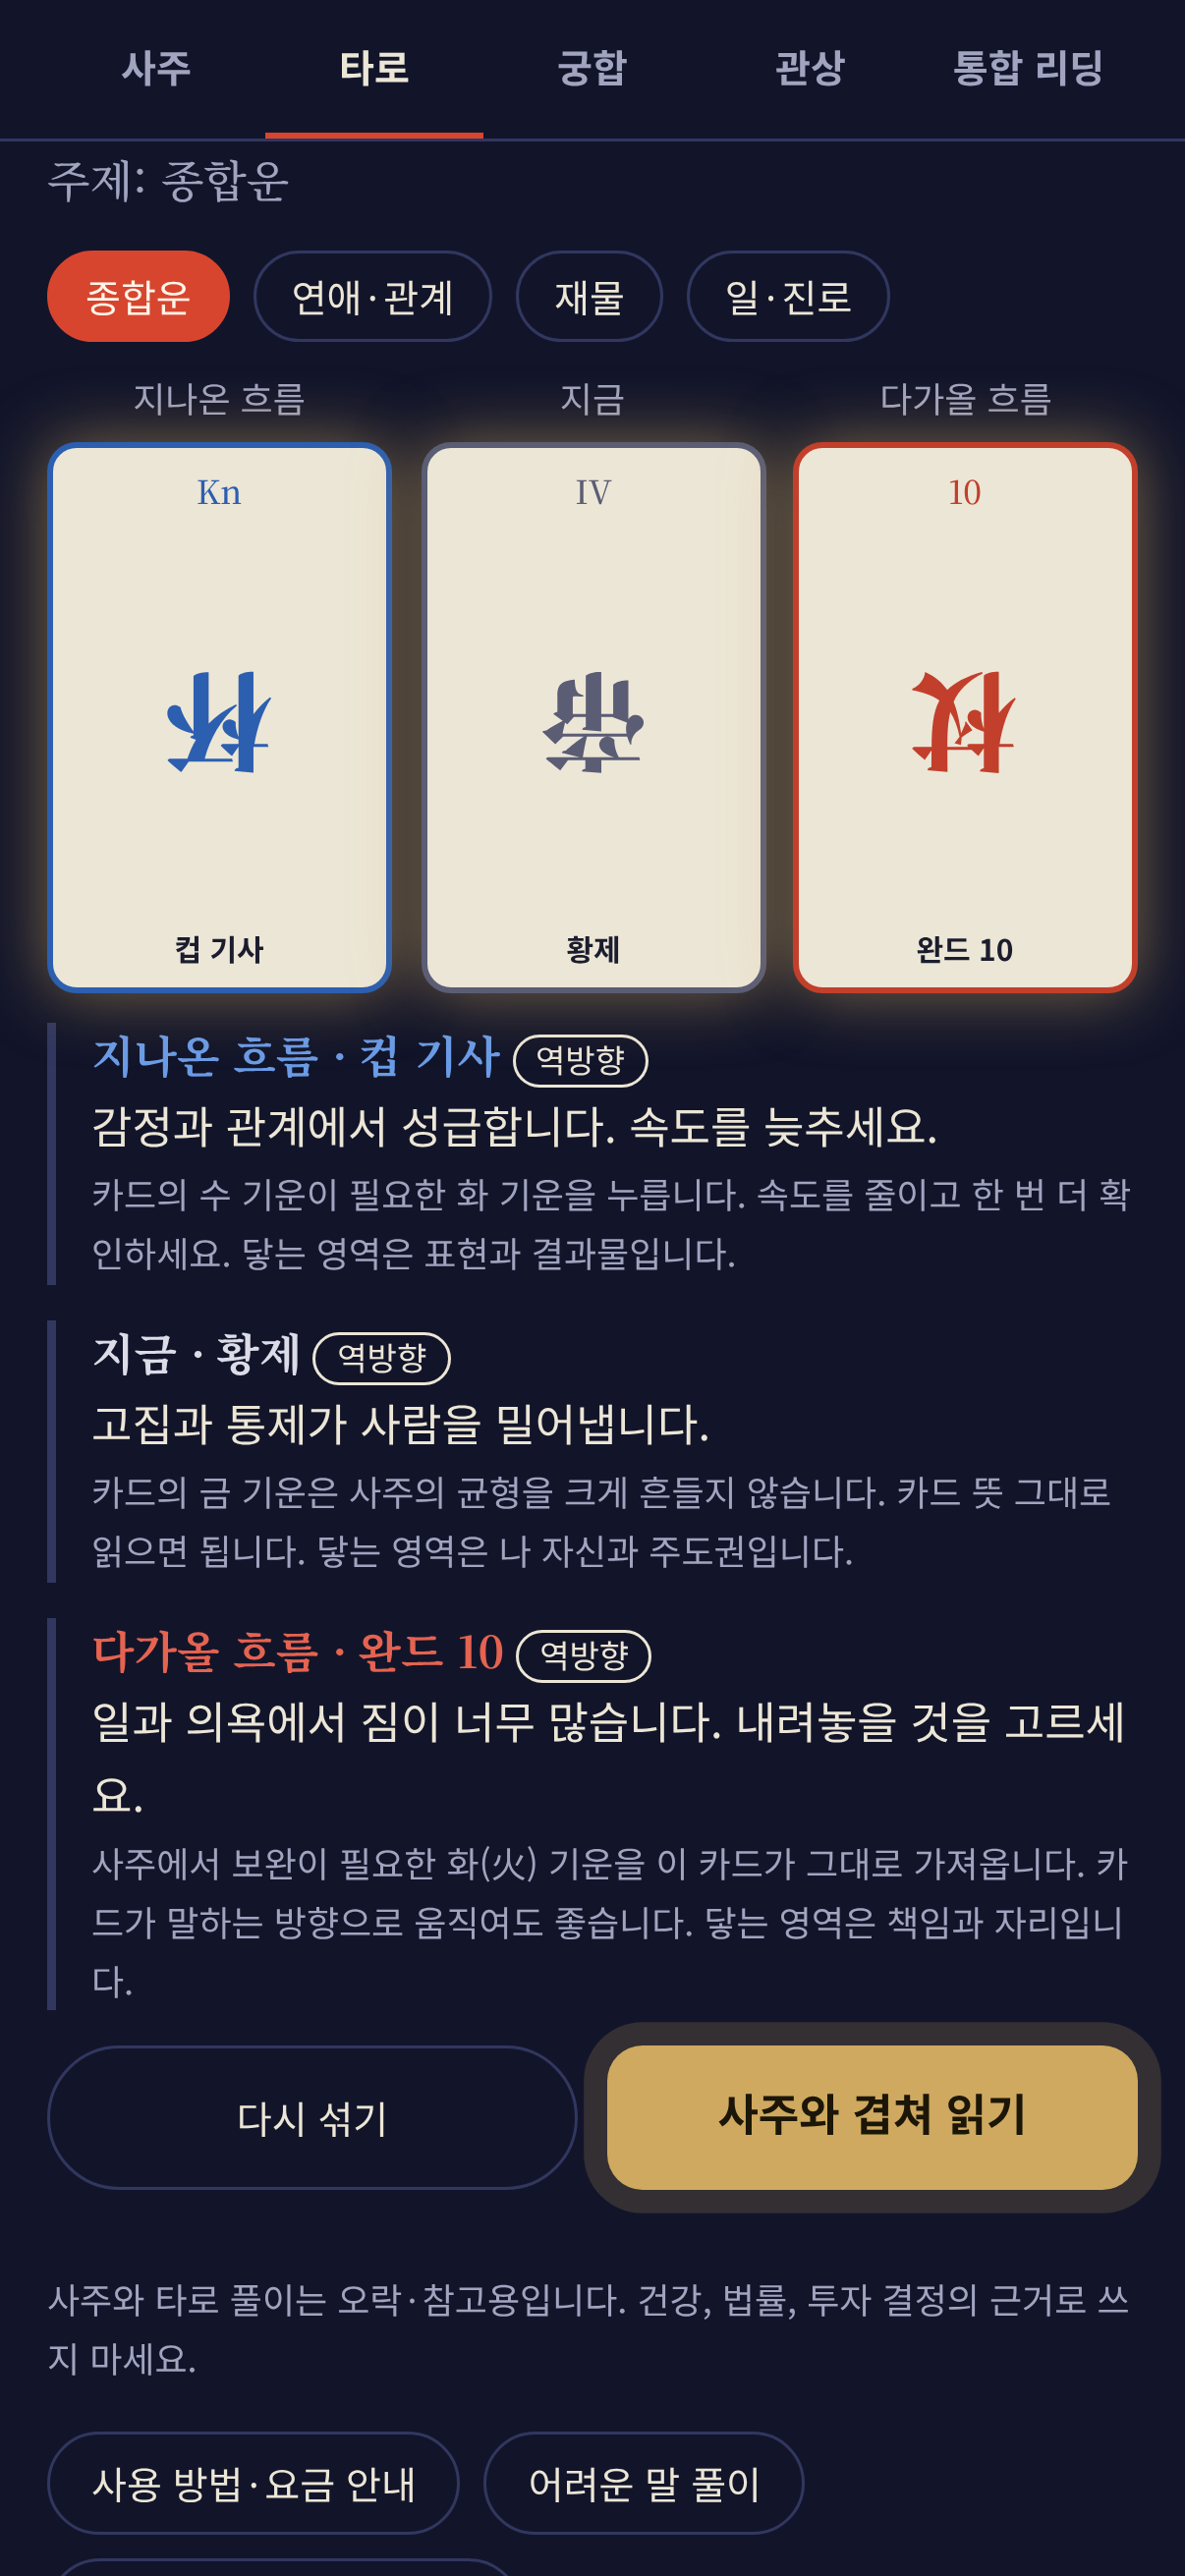 사주 타로 궁합 관상 통합 리딩
주제: 종합운
종합운 연애·관계 재물 일·진로
지나온 흐름 지금 다가올 흐름
Kn IV 10
杯 帝 杖
컵 기사 황제 완드 10
지나온 흐름 · 컵 기사 역방향
감정과 관계에서 성급합니다. 속도를 늦추세요.
카드의 수 기운이 필요한 화 기운을 누릅니다. 속도를 줄이고 한 번 더 확
인하세요. 닿는 영역은 표현과 결과물입니다.
지금 · 황제 역방향
고집과 통제가 사람을 밀어냅니다.
카드의 금 기운은 사주의 균형을 크게 흔들지 않습니다. 카드 뜻 그대로
읽으면 됩니다. 닿는 영역은 나 자신과 주도권입니다.
다가올 흐름 · 완드 10 역방향
일과 의욕에서 짐이 너무 많습니다. 내려놓을 것을 고르세
요.
사주에서 보완이 필요한 화(火) 기운을 이 카드가 그대로 가져옵니다. 카
드가 말하는 방향으로 움직여도 좋습니다. 닿는 영역은 책임과 자리입니
다.
다시 섞기 사주와 겹쳐 읽기
사주와 타로 풀이는 오락·참고용입니다. 건강, 법률, 투자 결정의 근거로 쓰
지 마세요.
사용 방법·요금 안내 어려운 말 풀이